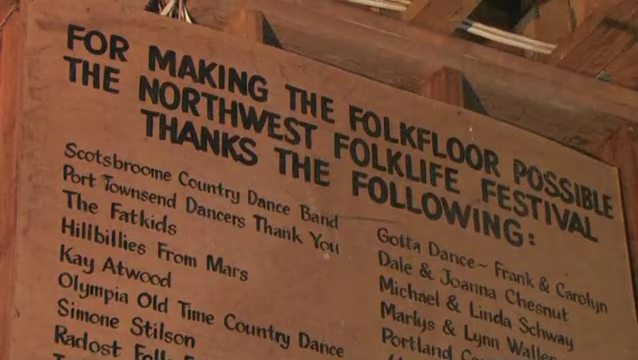 FOR MAKING THE FOLKFLOOR POSSIBLE
THE NORTHWEST FOLKLIFE FESTIVAL
THANKS THE FOLLOWING:
Scotsbroome Country Dance Band
Port Townsend Dancers Thank You
The Fatkids
Hillbillies From Mars
Kay Atwood
Olympia Old Time Country Dance
Simone Stilson
Radost
Gotta Dance ~ Frank & Carolyn
Dale & Joanna Chesnut
Michael & Linda Schway
Marlys & Lynn
Portland